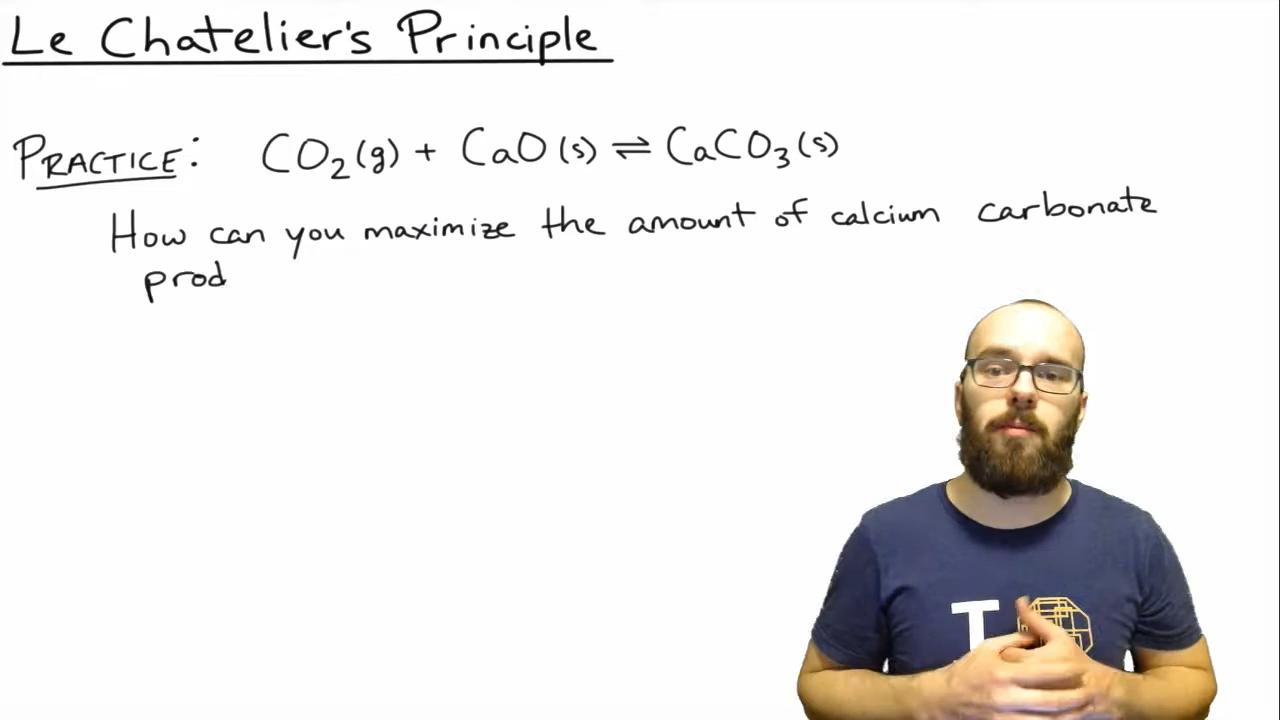 Le Chatelier's Principle
PRACTICE: CO₂(g) + CaO(s) ⇌ CaCO₃(s)
How can you maximize the amount of calcium carbonate
prod
T